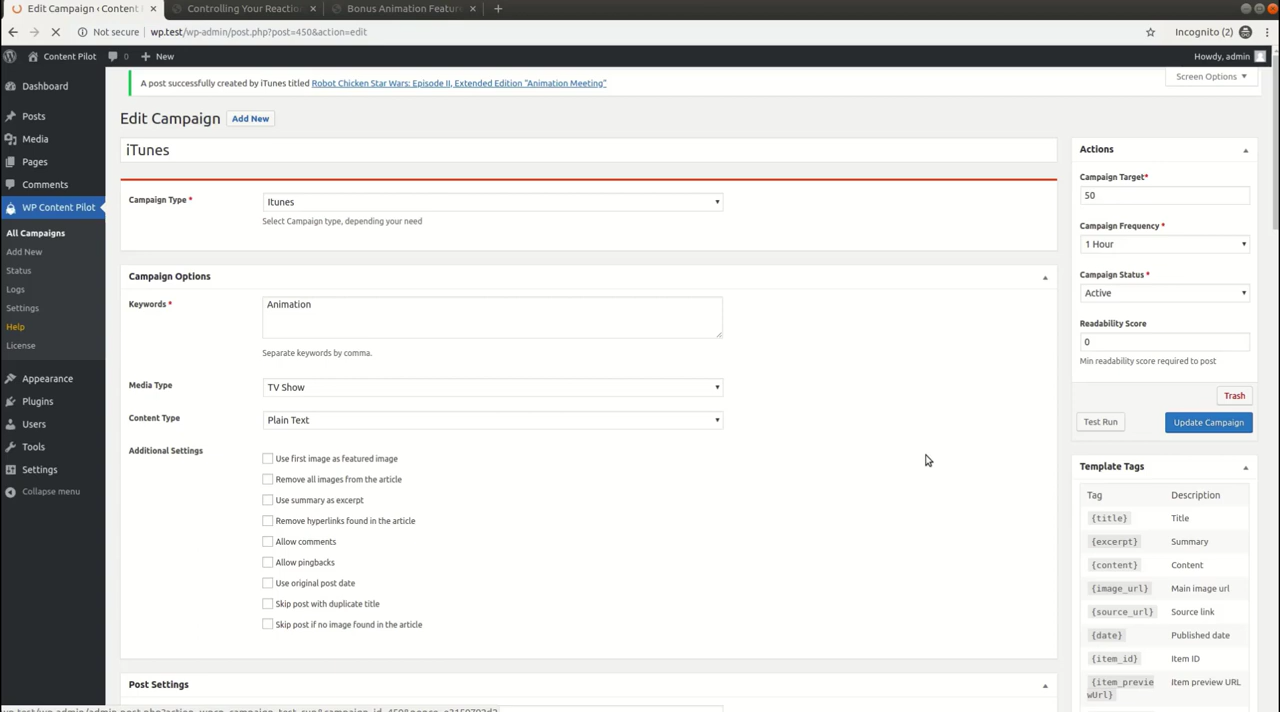 Edit Campaign ‹ Content
Controlling Your Reactio
Bonus Animation Feature
Not secure
wp.test/wp-admin/post.php?post=450&action=edit
Incognito (2)
Content Pilot
0
New
Howdy, admin
Dashboard
Posts
Media
Pages
Comments
WP Content Pilot
All Campaigns
Add New
Status
Logs
Settings
Help
License
Appearance
Plugins
Users
Tools
Settings
Collapse menu
A post successfully created by iTunes titled Robot Chicken Star Wars: Episode II, Extended Edition "Animation Meeting"
Screen Options
Edit Campaign
Add New
iTunes
Campaign Type *
Itunes
Select Campaign type, depending your need
Campaign Options
Keywords *
Animation
Separate keywords by comma.
Media Type
TV Show
Content Type
Plain Text
Additional Settings
Use first image as featured image
Remove all images from the article
Use summary as excerpt
Remove hyperlinks found in the article
Allow comments
Allow pingbacks
Use original post date
Skip post with duplicate title
Skip post if no image found in the article
Post Settings
Actions
Campaign Target*
50
Campaign Frequency *
1 Hour
Campaign Status *
Active
Readability Score
0
Min readability score required to post
Trash
Test Run
Update Campaign
Template Tags
Tag Description
{title} Title
{excerpt} Summary
{content} Content
{image_url} Main image url
{source_url} Source link
{date} Published date
{item_id} Item ID
{item_previe Item preview URL
wUrl}